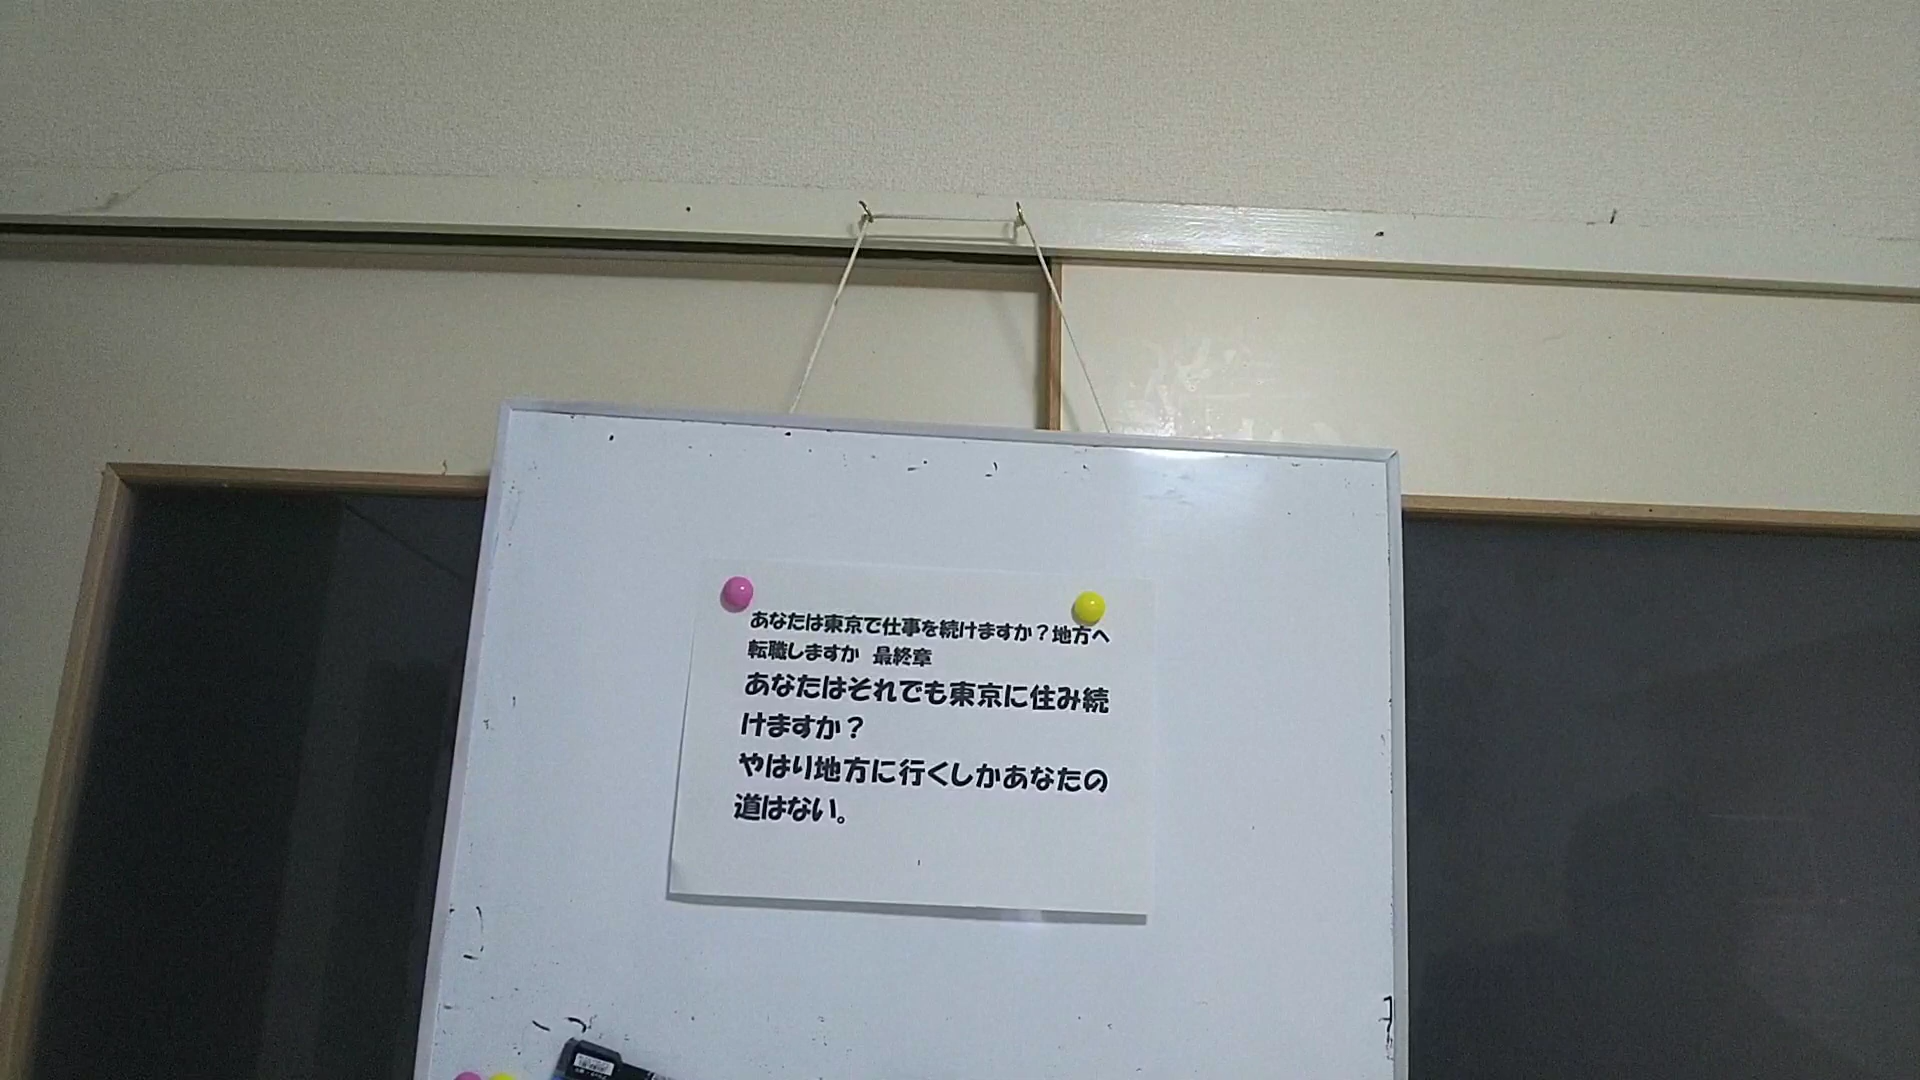 あなたは東京で仕事を続けますか？地方へ
転職しますか　最終章
あなたはそれでも東京に住み続
けますか？
やはり地方に行くしかあなたの
道はない。